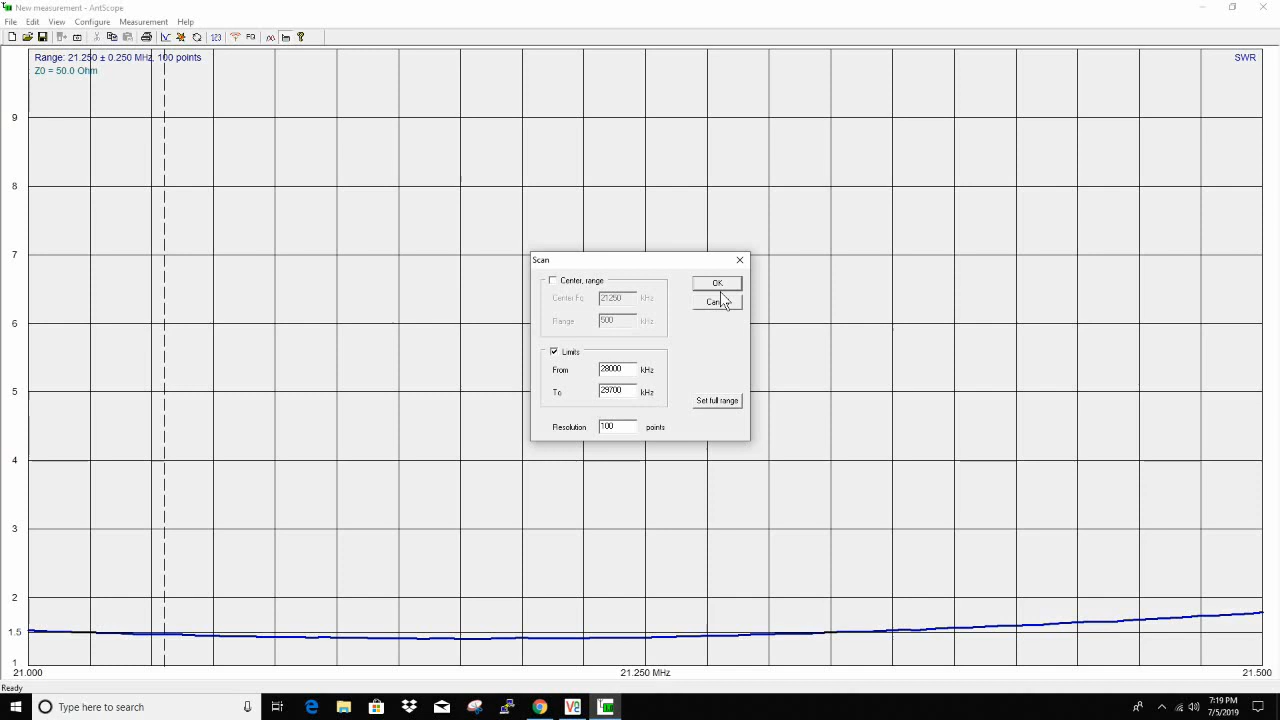 New measurement - AntScope
File Edit View Configure Measurement Help
FQ
Range: 21.250 ± 0.250 MHz, 100 points
SWR
Z0 = 50.0 Ohm
9
8
7
6
5
4
3
2
1.5
1
21.000
21.250 MHz
21.500
Scan
Center, range
OK
Center Fq 21250 kHz
Range 500 kHz
Limits
From 28000 kHz
To 29700 kHz
Set full range
Resolution 100 points
Ready
Type here to search
7:19 PM
7/5/2019